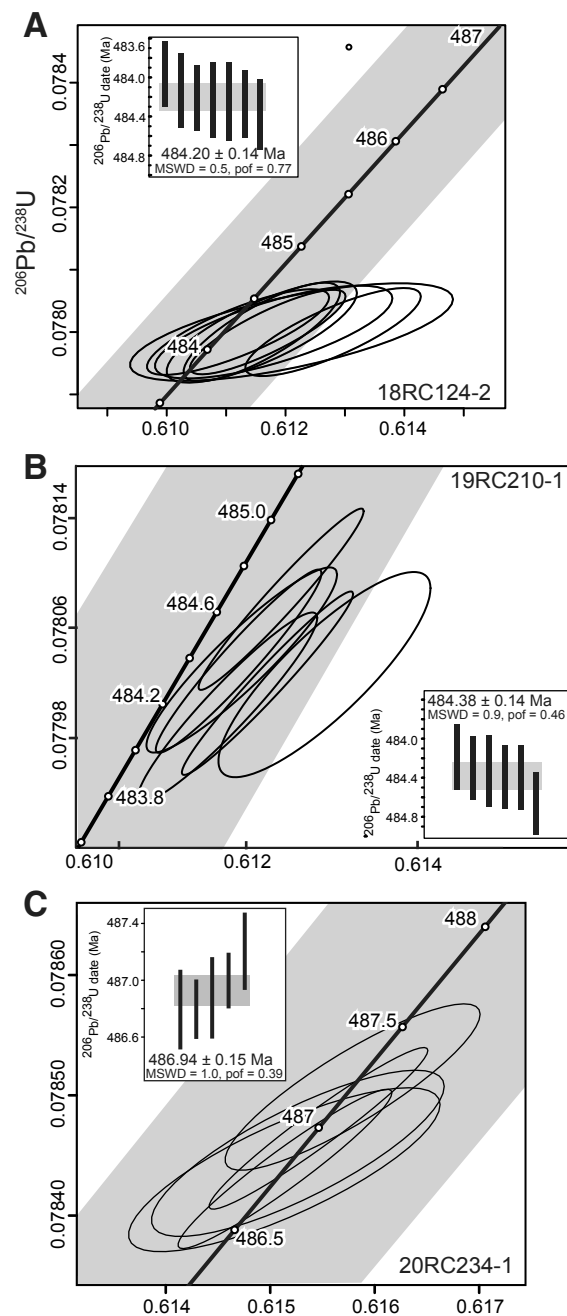 A
483.6
484.0
484.4
484.8
206Pb/238U date (Ma)
484.20 ± 0.14 Ma
MSWD = 0.5, pof = 0.77
487
486
485
484
0.0784
0.0782
0.0780
206Pb/238U
18RC124-2
0.610
0.612
0.614
B
19RC210-1
485.0
484.6
484.2
483.8
0.07814
0.07806
0.07798
484.38 ± 0.14 Ma
MSWD = 0.9, pof = 0.46
484.0
484.4
484.8
206Pb/238U date (Ma)
0.610
0.612
0.614
C
487.4
487.0
486.6
206Pb/238U date (Ma)
486.94 ± 0.15 Ma
MSWD = 1.0, pof = 0.39
488
487.5
487
486.5
0.07860
0.07850
0.07840
20RC234-1
0.614
0.615
0.616
0.617